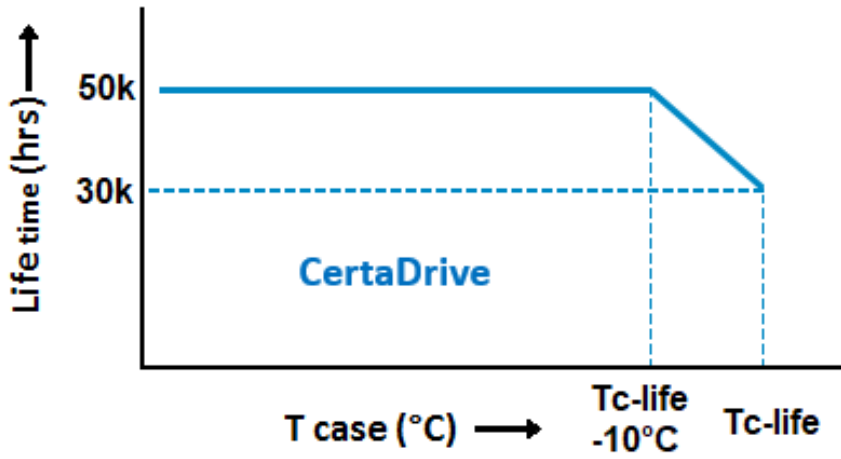 Life time (hrs)
50k
30k
CertaDrive
T case (°C)
Tc-life
-10°C
Tc-life